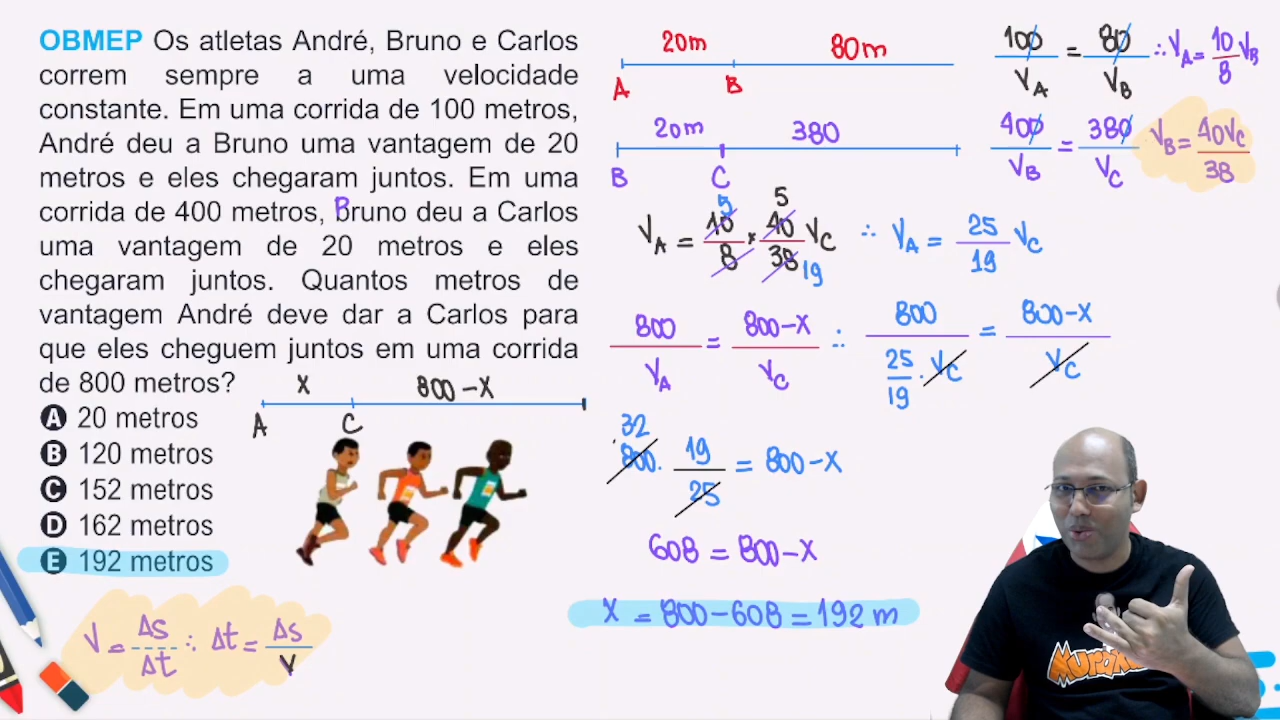 OBMEP Os atletas André, Bruno e Carlos
correm sempre a uma velocidade
constante. Em uma corrida de 100 metros,
André deu a Bruno uma vantagem de 20
metros e eles chegaram juntos. Em uma
corrida de 400 metros, Bruno deu a Carlos
uma vantagem de 20 metros e eles
chegaram juntos. Quantos metros de
vantagem André deve dar a Carlos para
que eles cheguem juntos em uma corrida
de 800 metros?
A 20 metros
B 120 metros
C 152 metros
D 162 metros
E 192 metros
x 800-x
A C
V = Δs/Δt ∴ Δt = Δs/V
20m 80m
A B
100/VA = 80/VB ∴ VA = 10/8 VB
20m 380
B C
400/VB = 380/VC VB = 40VC/38
5 5
VA = 10/8 × 40/38 VC ∴ VA = 25/19 VC
19
800/VA = 800-x/VC ∴ 800/25/19 · VC = 800-x/VC
32
800 · 19/25 = 800-x
608 = 800-x
x = 800-608 = 192 m